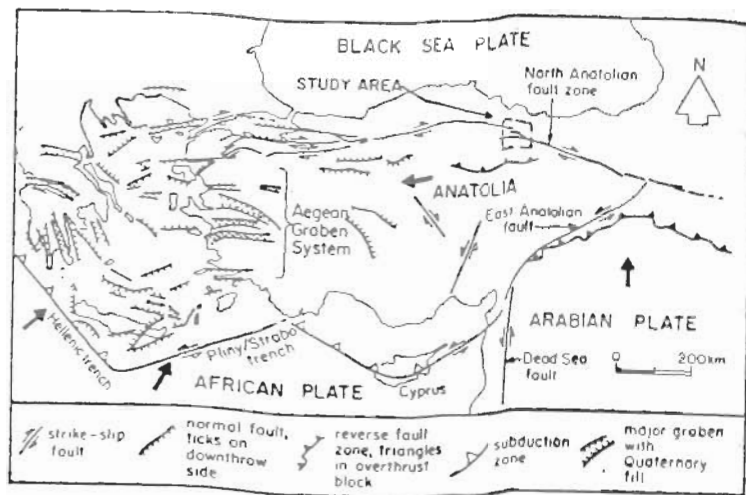 BLACK SEA PLATE
STUDY AREA
North Anatolian
fault zone
N
ANATOLIA
Aegean
Graben
System
East Anatolian
fault
ARABIAN
PLATE
Hellenic trench
Pliny/Strabo
trench
AFRICAN PLATE
Cyprus
Dead Sea
fault
0 200km
strike-slip
fault
normal fault,
ticks on
downthrow
side
reverse fault
zone, triangles
in overthrust
block
subduction
zone
major graben
with
Quaternary
fill